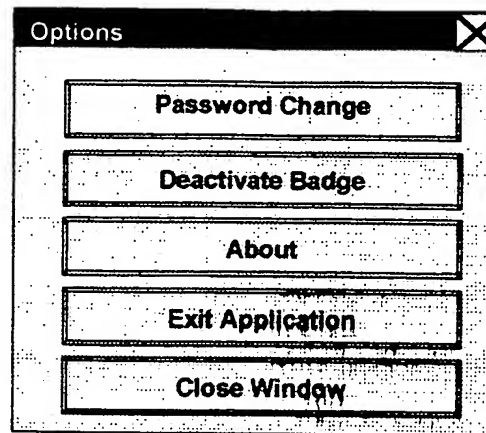 Options
Password Change
Deactivate Badge
About
Exit Application
Close Window